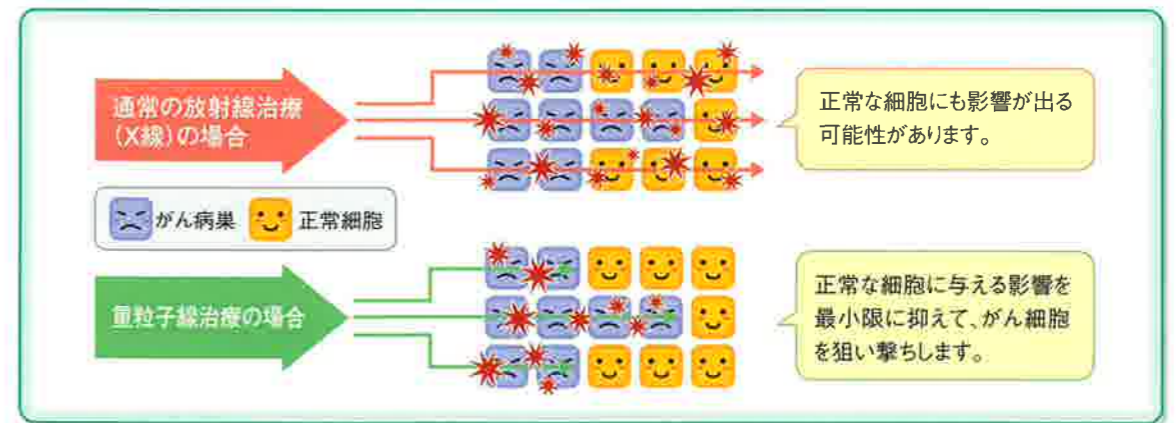 通常の放射線治療
(X線)の場合
正常な細胞にも影響が出る
可能性があります。
がん病巣
正常細胞
量粒子線治療の場合
正常な細胞に与える影響を
最小限に抑えて、がん細胞
を狙い撃ちします。